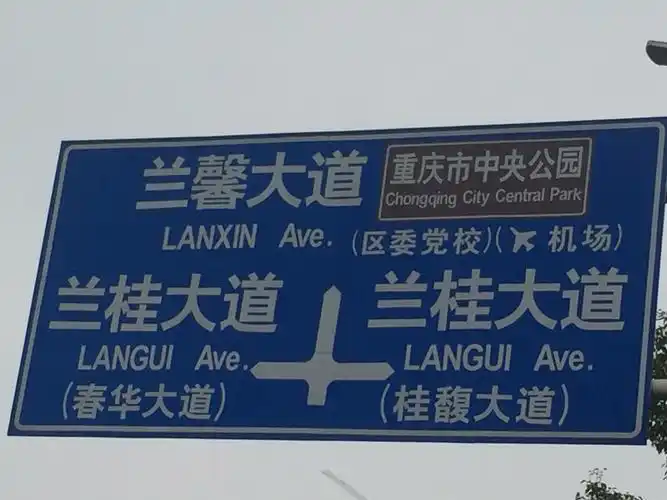 兰馨大道
重庆市中央公园
Chongqing City Central Park
LANXIN Ave.
(区委党校)(机场)
兰桂大道
LANGUI Ave.
(春华大道)
兰桂大道
LANGUI Ave.
(桂馥大道)